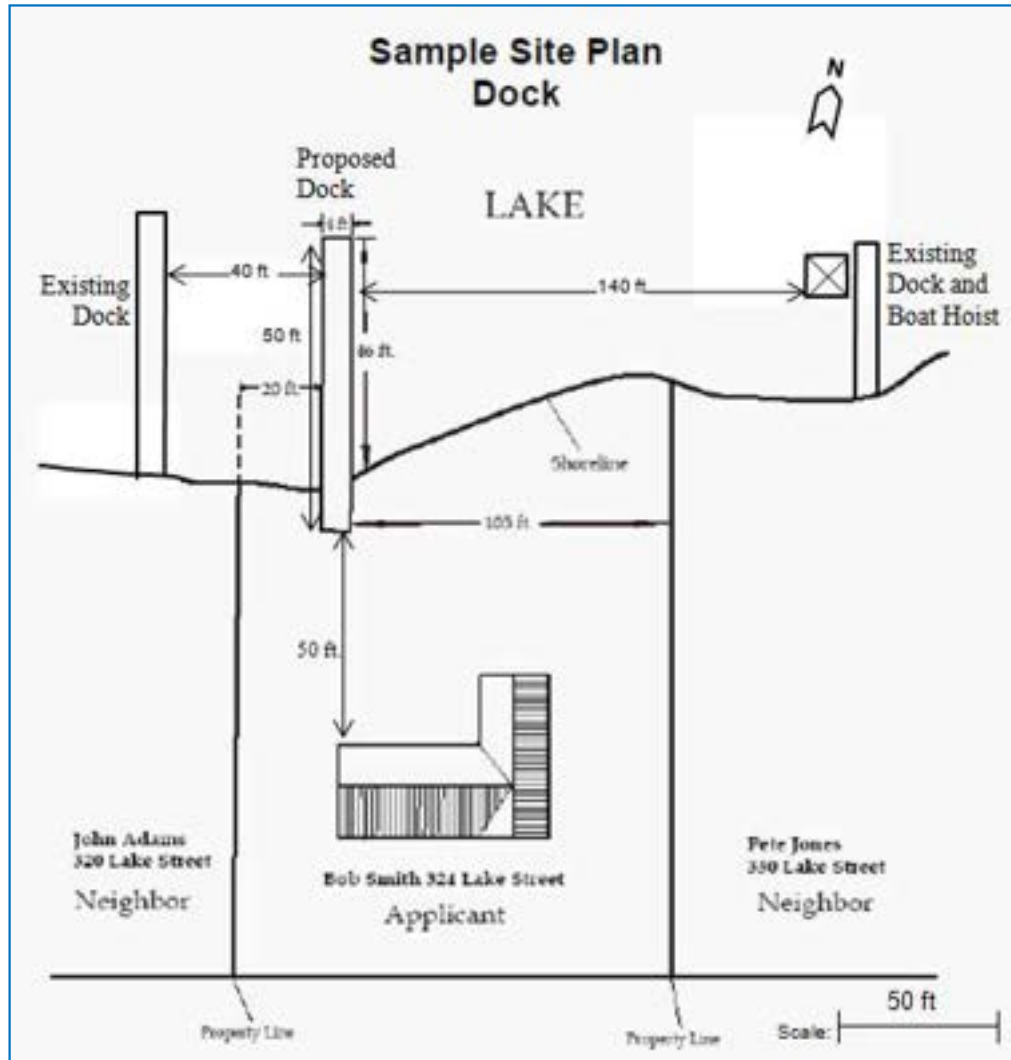 Sample Site Plan
Dock
N
Proposed
Dock
LAKE
ft
40 ft
Existing
Dock
50 ft
140 ft
Existing
Dock and
Boat Hoist
46 ft.
20 ft
Shoreline
105 ft.
50 ft.
John Adams
320 Lake Street
Neighbor
Bob Smith 324 Lake Street
Applicant
Pete Jones
330 Lake Street
Neighbor
Property Line
Property Line
Scale:
50 ft